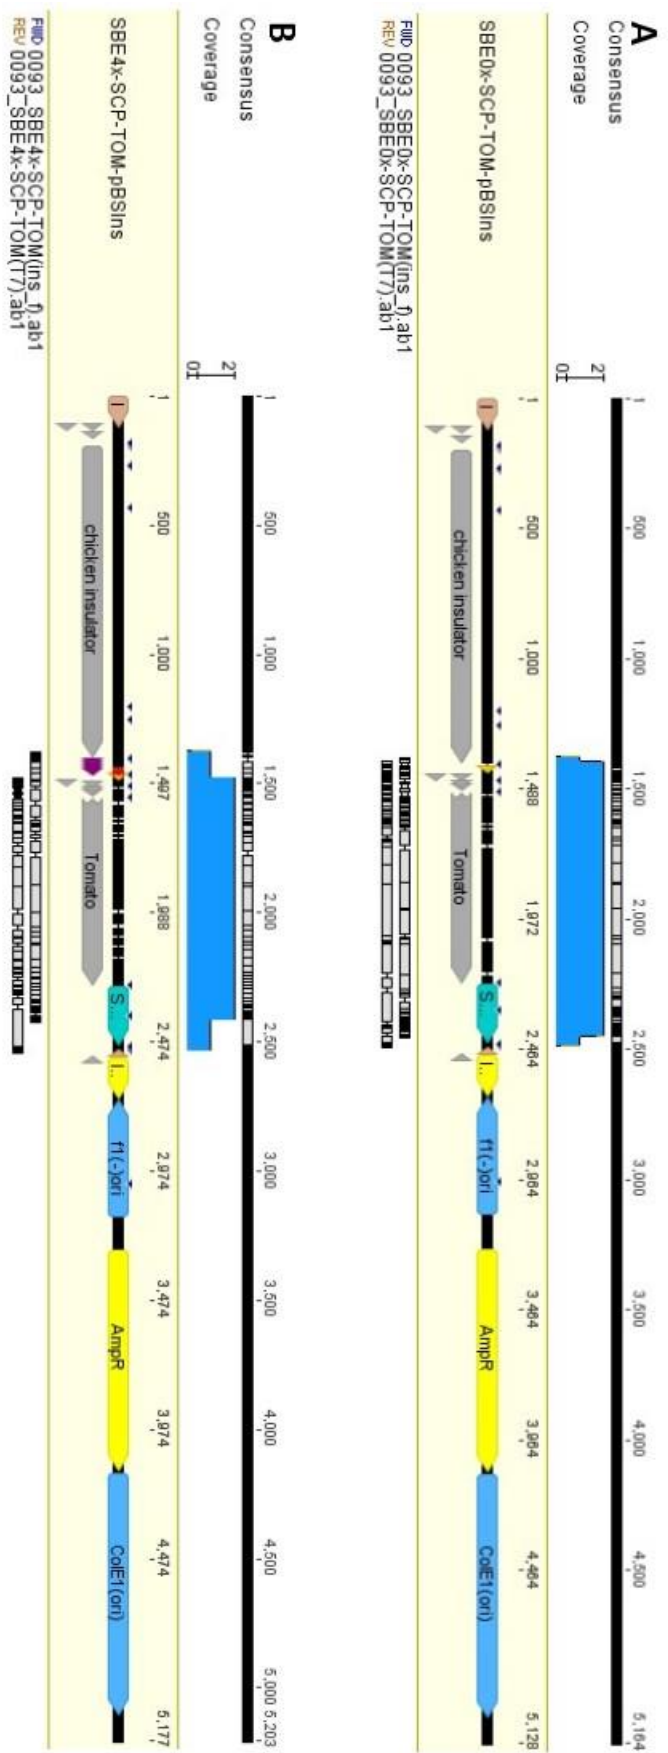 A
Consensus
1 500 1,000 1,500 2,000 2,500 3,000 3,500 4,000 4,500 5,164
Coverage
2
0
1 500 1,000 1,488 1,972 2,464 2,964 3,464 3,964 4,464 5,128
SBE0x-SCP-TOM-pBSIns
I S... I.. f1(-)ori AmpR ColE1(ori)
chicken insulator Tomato
FWD 0093_SBE0x-SCP-TOM(ins_f).ab1
REV 0093_SBE0x-SCP-TOM(T7).ab1
B
Consensus
1 500 1,000 1,500 2,000 2,500 3,000 3,500 4,000 4,500 5,000 5,203
Coverage
2
0
1 500 1,000 1,497 1,988 2,474 2,974 3,474 3,974 4,474 5,177
SBE4x-SCP-TOM-pBSIns
I S... I.. f1(-)ori AmpR ColE1(ori)
chicken insulator Tomato
FWD 0093_SBE4x-SCP-TOM(ins_f).ab1
REV 0093_SBE4x-SCP-TOM(T7).ab1